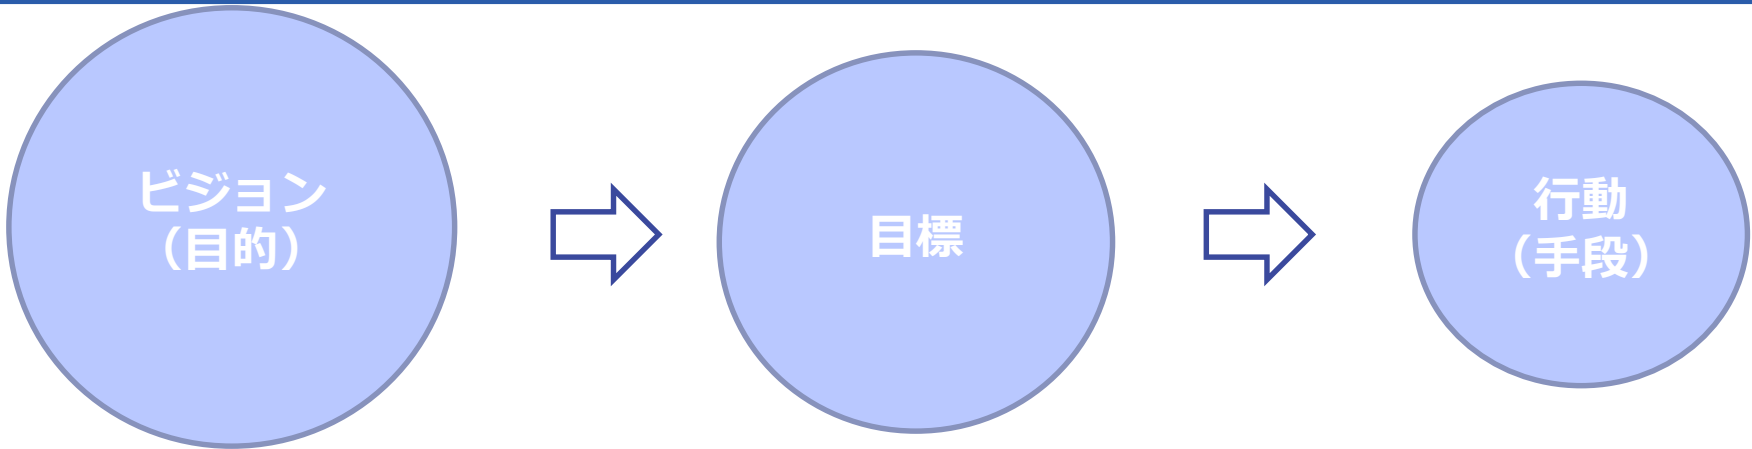 ビジョン
（目的）
目標
行動
（手段）